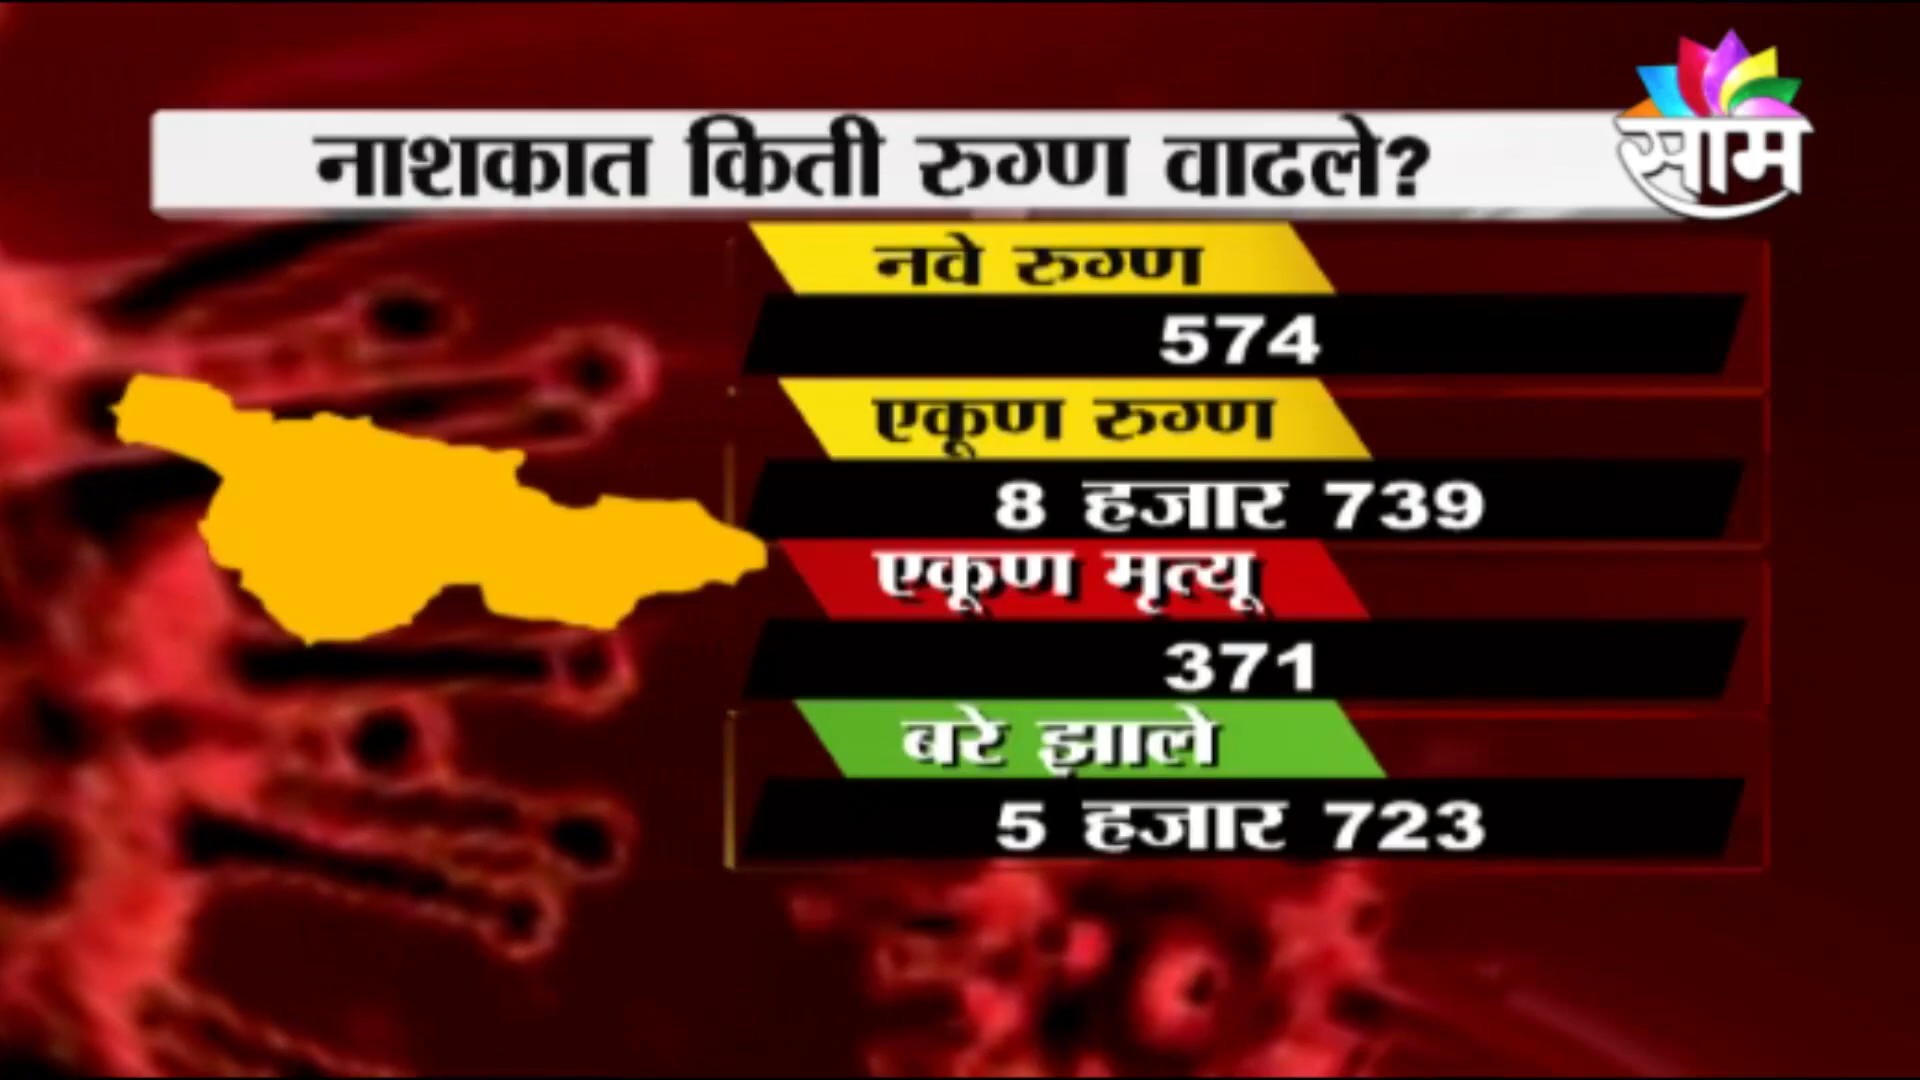 नाशकात किती रुग्ण वाढले?
साम
नवे रुग्ण
574
एकूण रुग्ण
8 हजार 739
एकूण मृत्यू
371
बरे झाले
5 हजार 723